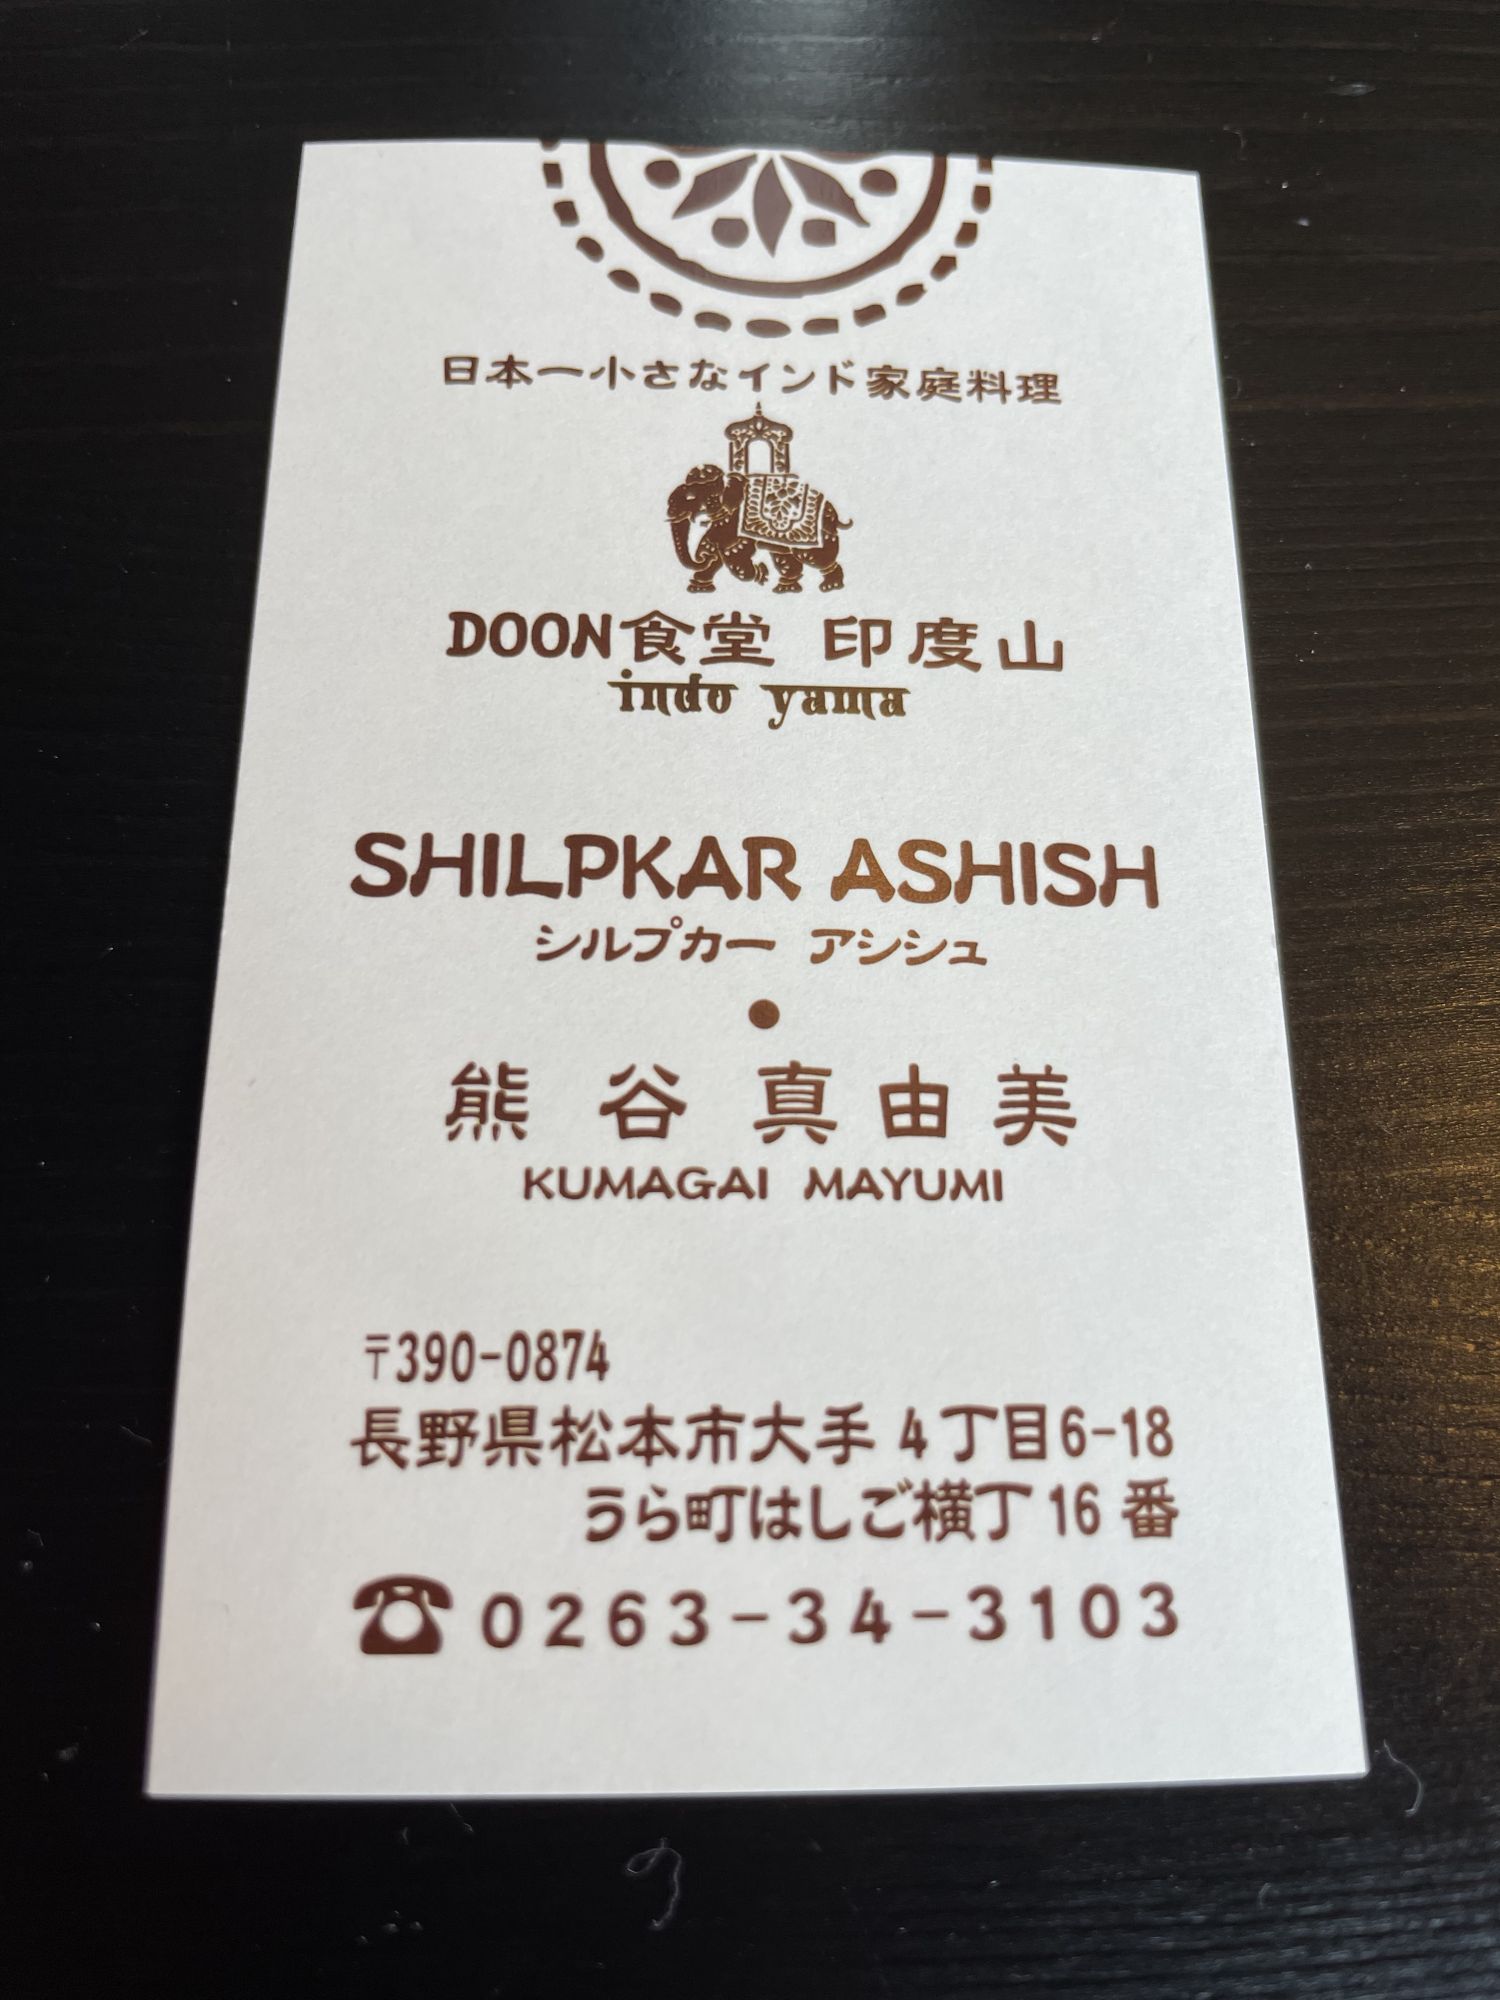 日本一小さなインド家庭料理
DOON食堂 印度山
indo yama
SHILPKAR ASHISH
シルプカー アシシュ
●
熊谷 真由美
KUMAGAI MAYUMI
〒390-0874
長野県松本市大手4丁目6-18
うら町はしご横丁16番
☎0263-34-3103